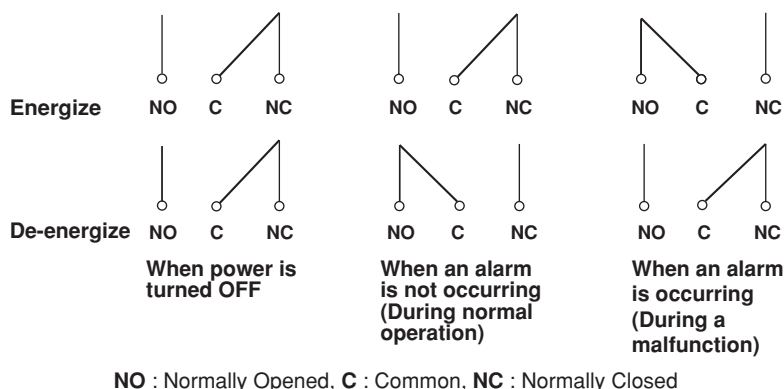 Energize NO C NC NO C NC NO C NC
De-energize NO C NC NO C NC NO C NC
When power is
turned OFF
When an alarm
is not occurring
(During normal
operation)
When an alarm
is occurring
(During a
malfunction)
NO : Normally Opened, C : Common, NC : Normally Closed